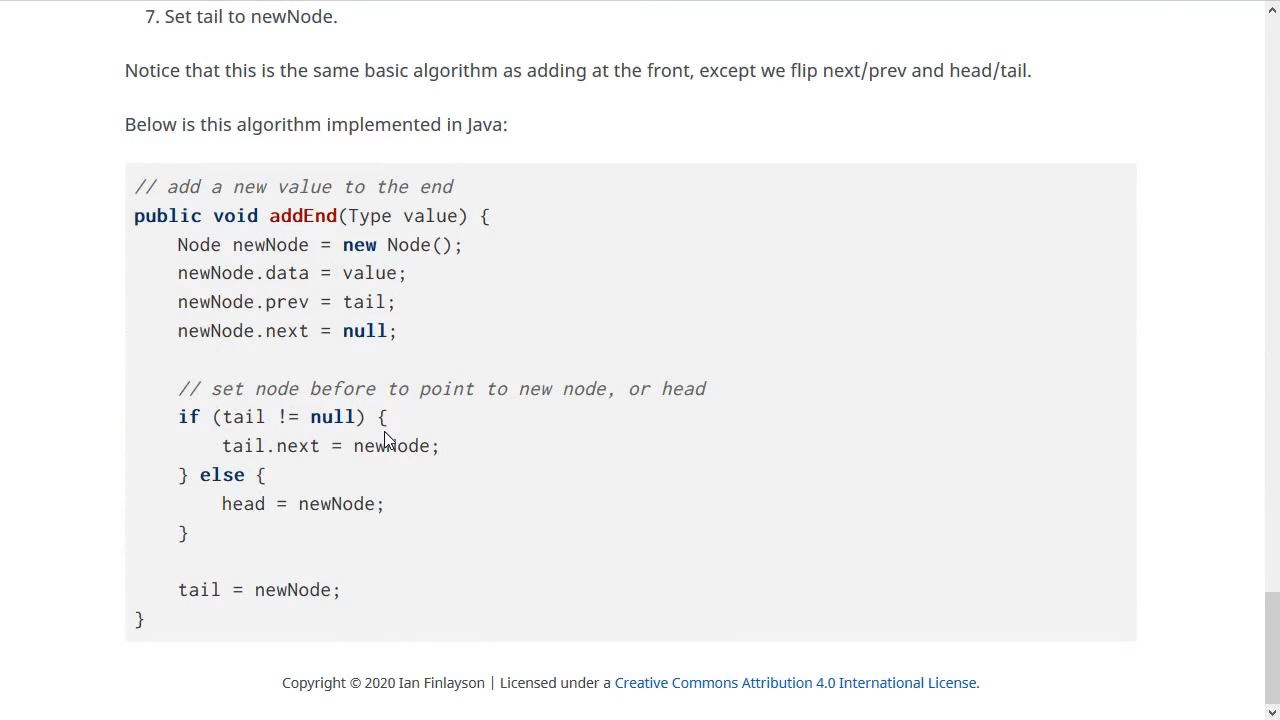 7. Set tail to newNode.
Notice that this is the same basic algorithm as adding at the front, except we flip next/prev and head/tail.
Below is this algorithm implemented in Java:
// add a new value to the end
public void addEnd(Type value) {
    Node newNode = new Node();
    newNode.data = value;
    newNode.prev = tail;
    newNode.next = null;
    // set node before to point to new node, or head
    if (tail != null) {
        tail.next = newNode;
    } else {
        head = newNode;
    }
    tail = newNode;
}
Copyright © 2020 Ian Finlayson | Licensed under a Creative Commons Attribution 4.0 International License.